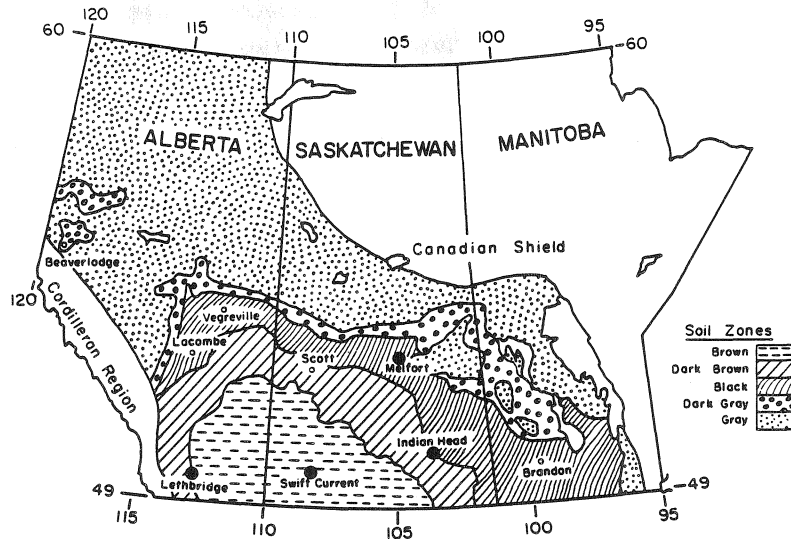 120
60
115
105
100
95
60
ALBERTA
SASKATCHEWAN
MANITOBA
Canadian Shield
Beaverlodge
120
Cordilleran Region
Vegreville
Lacombe
Scott
Melfort
Indian Head
Brandon
Lethbridge
Swift Current
49
49
115
110
105
100
95
Soil Zones
Brown
Dark Brown
Black
Dark Gray
Gray